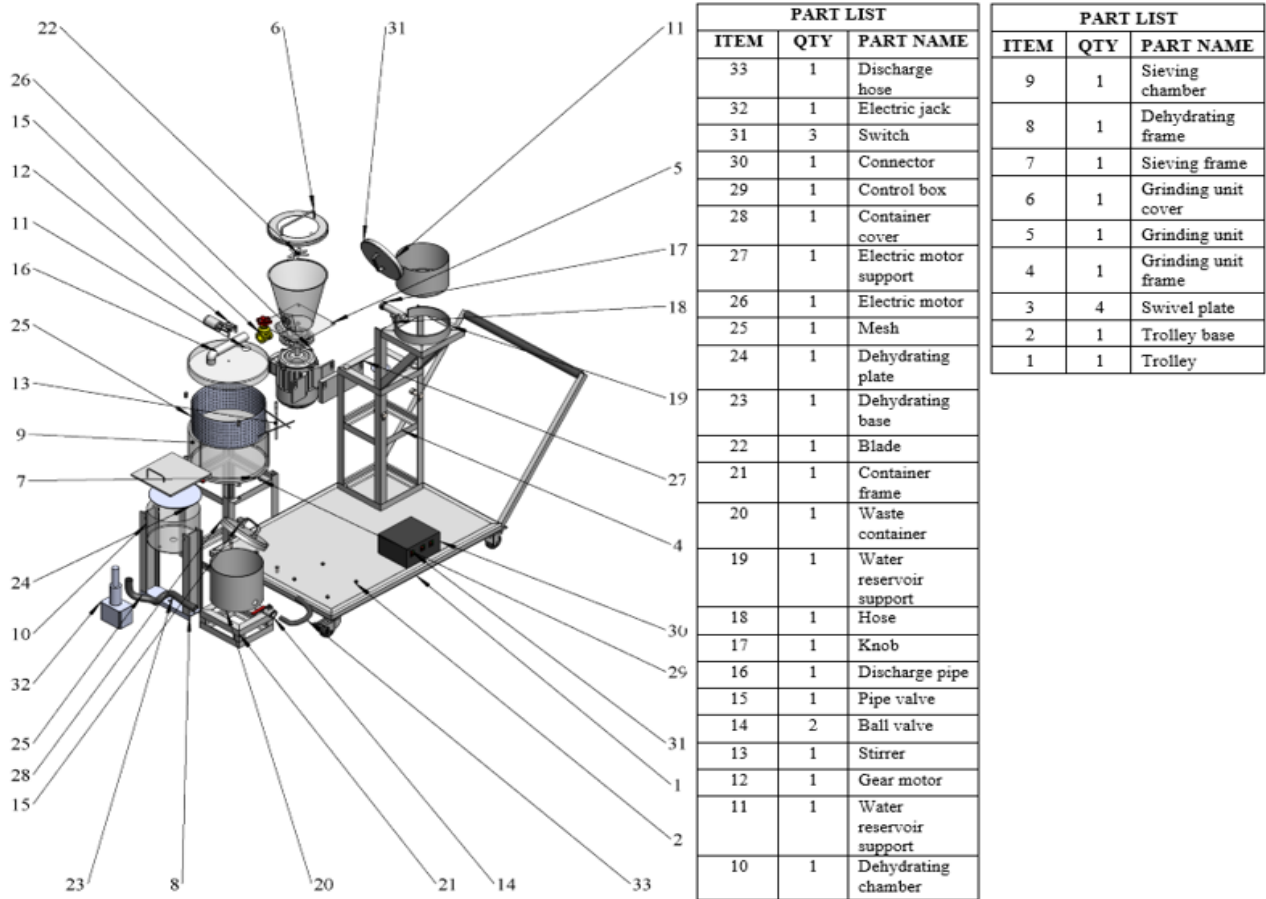 22
6
31
11
26
15
12
11
16
25
13
9
7
24
10
32
25
28
15
23
8
20
21
14
33
5
17
18
19
27
4
30
29
31
1
2
PART LIST
ITEM QTY PART NAME
33 1 Discharge
hose
32 1 Electric jack
31 3 Switch
30 1 Connector
29 1 Control box
28 1 Container
cover
27 1 Electric motor
support
26 1 Electric motor
25 1 Mesh
24 1 Dehydrating
plate
23 1 Dehydrating
base
22 1 Blade
21 1 Container
frame
20 1 Waste
container
19 1 Water
reservoir
support
18 1 Hose
17 1 Knob
16 1 Discharge pipe
15 1 Pipe valve
14 2 Ball valve
13 1 Stirrer
12 1 Gear motor
11 1 Water
reservoir
support
10 1 Dehydrating
chamber
PART LIST
ITEM QTY PART NAME
9 1 Sieving
chamber
8 1 Dehydrating
frame
7 1 Sieving frame
6 1 Grinding unit
cover
5 1 Grinding unit
4 1 Grinding unit
frame
3 4 Swivel plate
2 1 Trolley base
1 1 Trolley